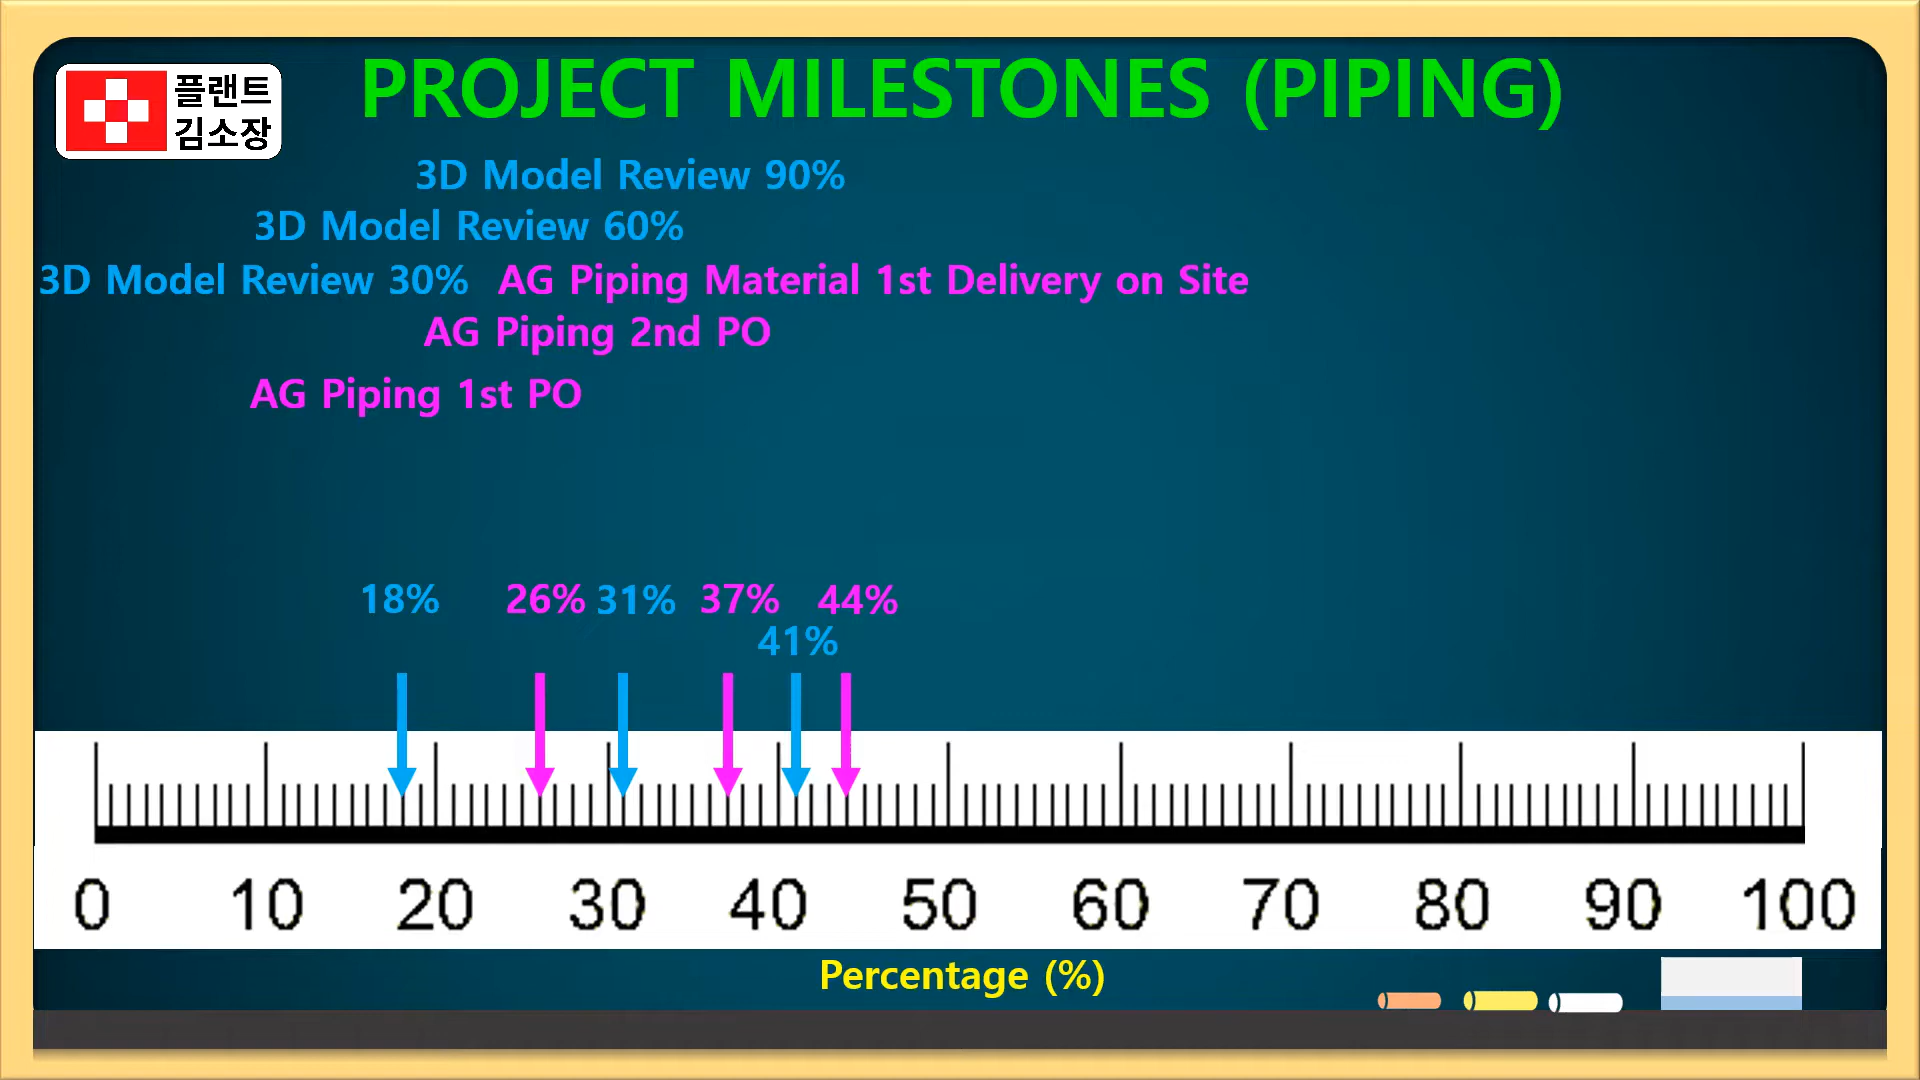 플랜트
김소장
PROJECT MILESTONES (PIPING)
3D Model Review 90%
3D Model Review 60%
3D Model Review 30% AG Piping Material 1st Delivery on Site
AG Piping 2nd PO
AG Piping 1st PO
18% 26% 31% 37% 44%
41%
0 10 20 30 40 50 60 70 80 90 100
Percentage (%)